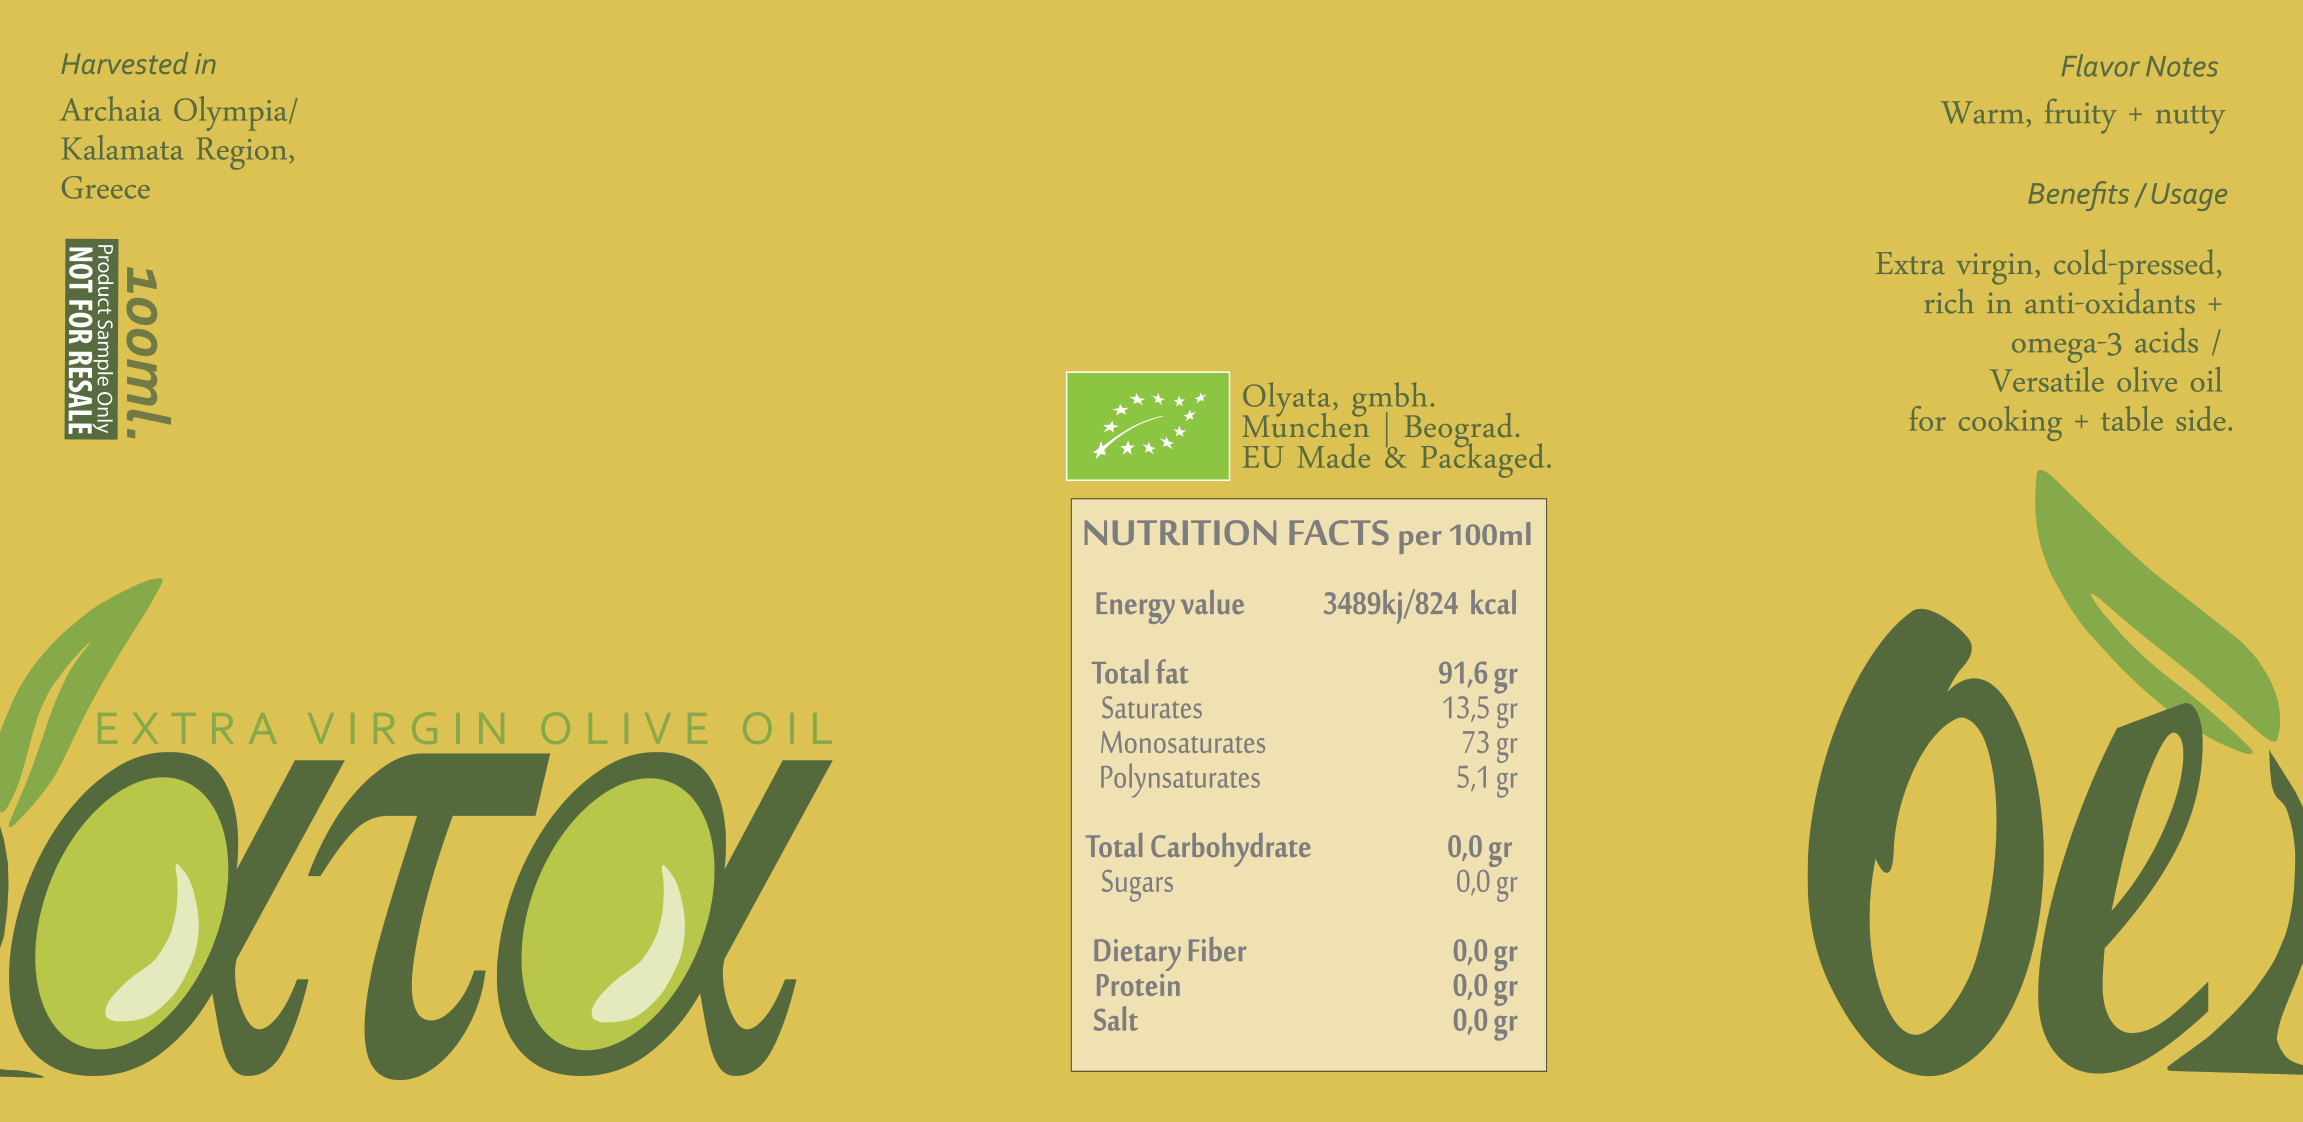 Harvested in
Archaia Olympia/
Kalamata Region,
Greece
100ml.
Product Sample Only
NOT FOR RESALE
EXTRA VIRGIN OLIVE OIL
ατα
Olyata, gmbh.
Munchen | Beograd.
EU Made & Packaged.
NUTRITION FACTS per 100ml
Energy value 3489kj/824 kcal
Total fat 91,6 gr
Saturates 13,5 gr
Monosaturates 73 gr
Polynsaturates 5,1 gr
Total Carbohydrate 0,0 gr
Sugars 0,0 gr
Dietary Fiber 0,0 gr
Protein 0,0 gr
Salt 0,0 gr
Flavor Notes
Warm, fruity + nutty
Benefits / Usage
Extra virgin, cold-pressed,
rich in anti-oxidants +
omega-3 acids /
Versatile olive oil
for cooking + table side.
Ol